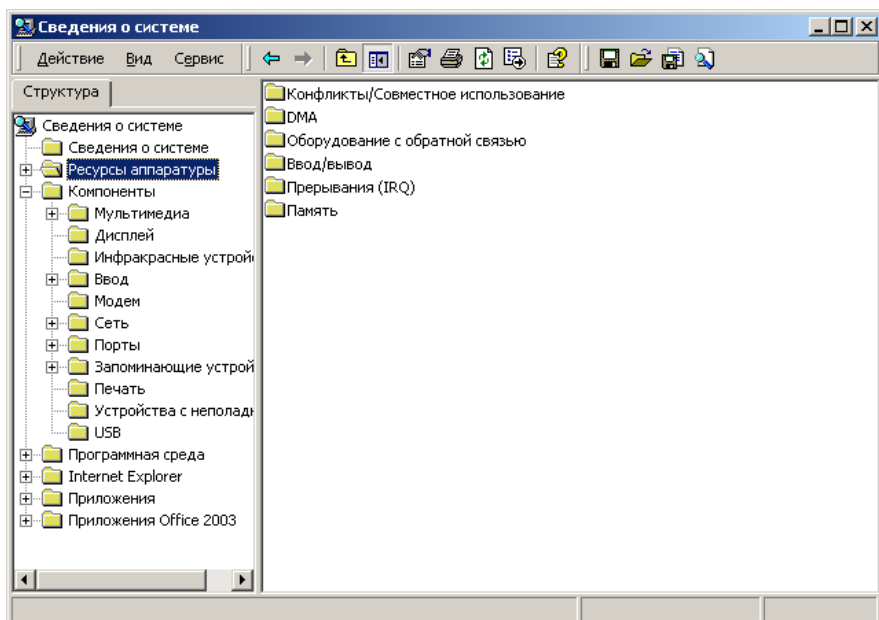 Сведения о системе
Действие Вид Сервис
Структура
Сведения о системе
Сведения о системе
Ресурсы аппаратуры
Компоненты
Мультимедиа
Дисплей
Инфракрасные устрой
Ввод
Модем
Сеть
Порты
Запоминающие устрой
Печать
Устройства с неполад
USB
Программная среда
Internet Explorer
Приложения
Приложения Office 2003
Конфликты/Совместное использование
DMA
Оборудование с обратной связью
Ввод/вывод
Прерывания (IRQ)
Память